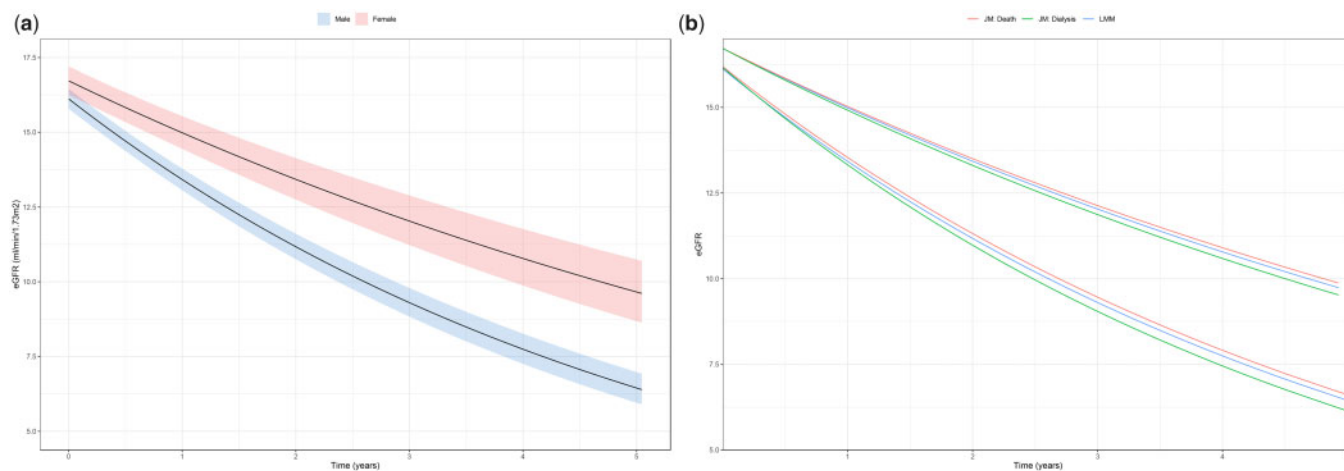 (a)
Male Female
17.5
15.0
12.5
10.0
7.5
5.0
eGFR (ml/min/1.73m2)
0 1 2 3 4 5
Time (years)
(b)
JM: Death JM: Dialysis LMM
15.0
12.5
10.0
7.5
5.0
eGFR
1 2 3 4
Time (years)